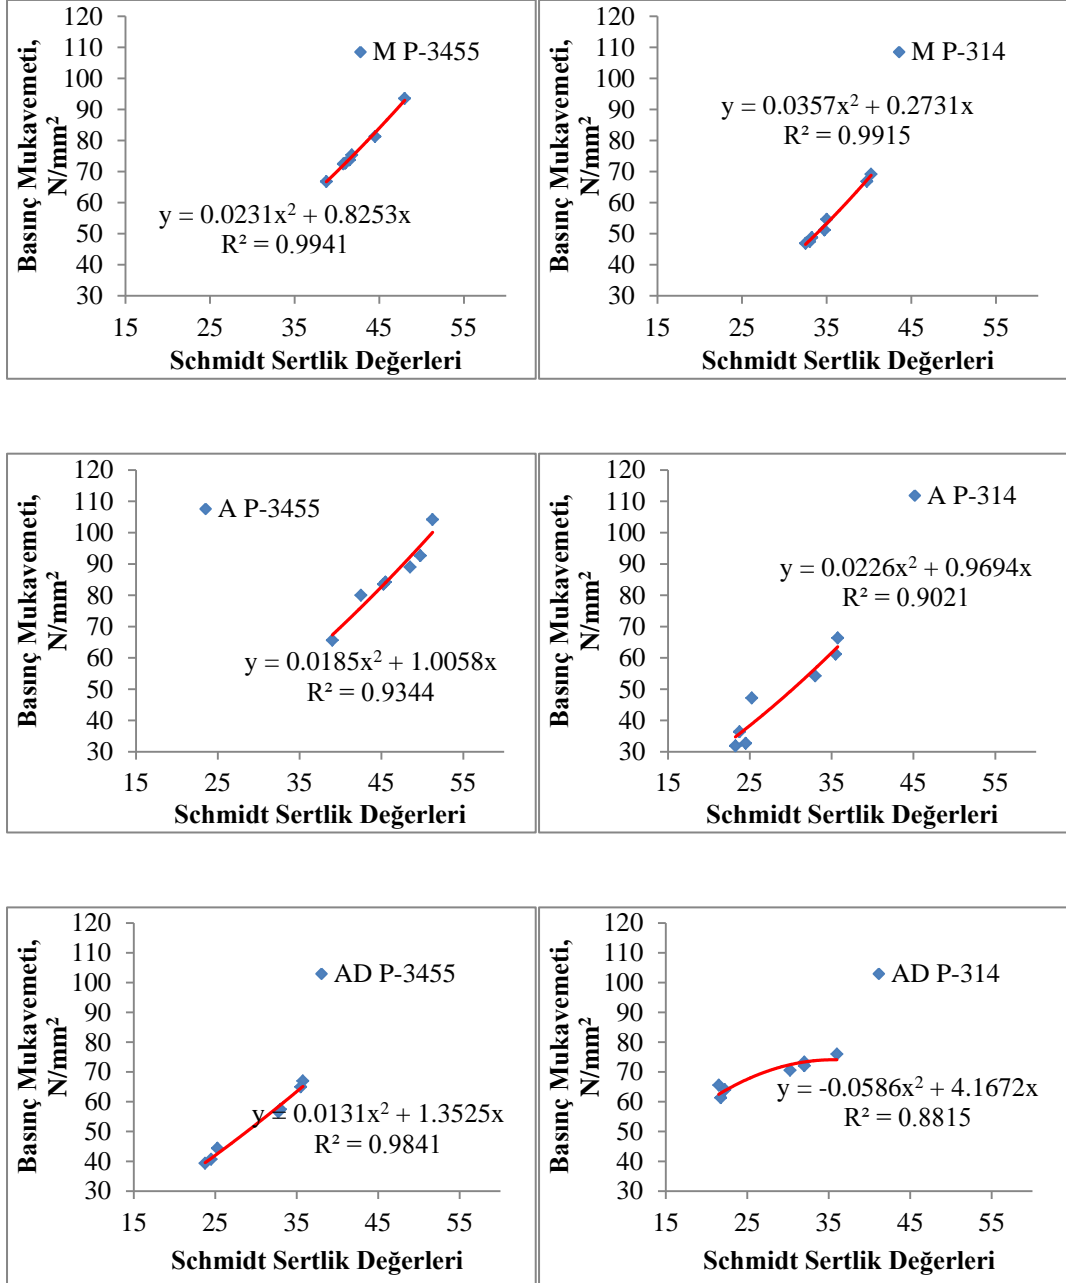 120
110
100
90
80
70
60
50
40
30
Basınç Mukavemeti,
N/mm²
M P-3455
y = 0.0231x² + 0.8253x
R² = 0.9941
15 25 35 45 55
Schmidt Sertlik Değerleri
120
110
100
90
80
70
60
50
40
30
Basınç Mukavemeti,
N/mm²
M P-314
y = 0.0357x² + 0.2731x
R² = 0.9915
15 25 35 45 55
Schmidt Sertlik Değerleri
120
110
100
90
80
70
60
50
40
30
Basınç Mukavemeti,
N/mm²
A P-3455
y = 0.0185x² + 1.0058x
R² = 0.9344
15 25 35 45 55
Schmidt Sertlik Değerleri
120
110
100
90
80
70
60
50
40
30
Basınç Mukavemeti,
N/mm²
A P-314
y = 0.0226x² + 0.9694x
R² = 0.9021
15 25 35 45 55
Schmidt Sertlik Değerleri
120
110
100
90
80
70
60
50
40
30
Basınç Mukavemeti,
N/mm²
AD P-3455
y = 0.0131x² + 1.3525x
R² = 0.9841
15 25 35 45 55
Schmidt Sertlik Değerleri
120
110
100
90
80
70
60
50
40
30
Basınç Mukavemeti,
N/mm²
AD P-314
y = -0.0586x² + 4.1672x
R² = 0.8815
15 25 35 45 55
Schmidt Sertlik Değerleri